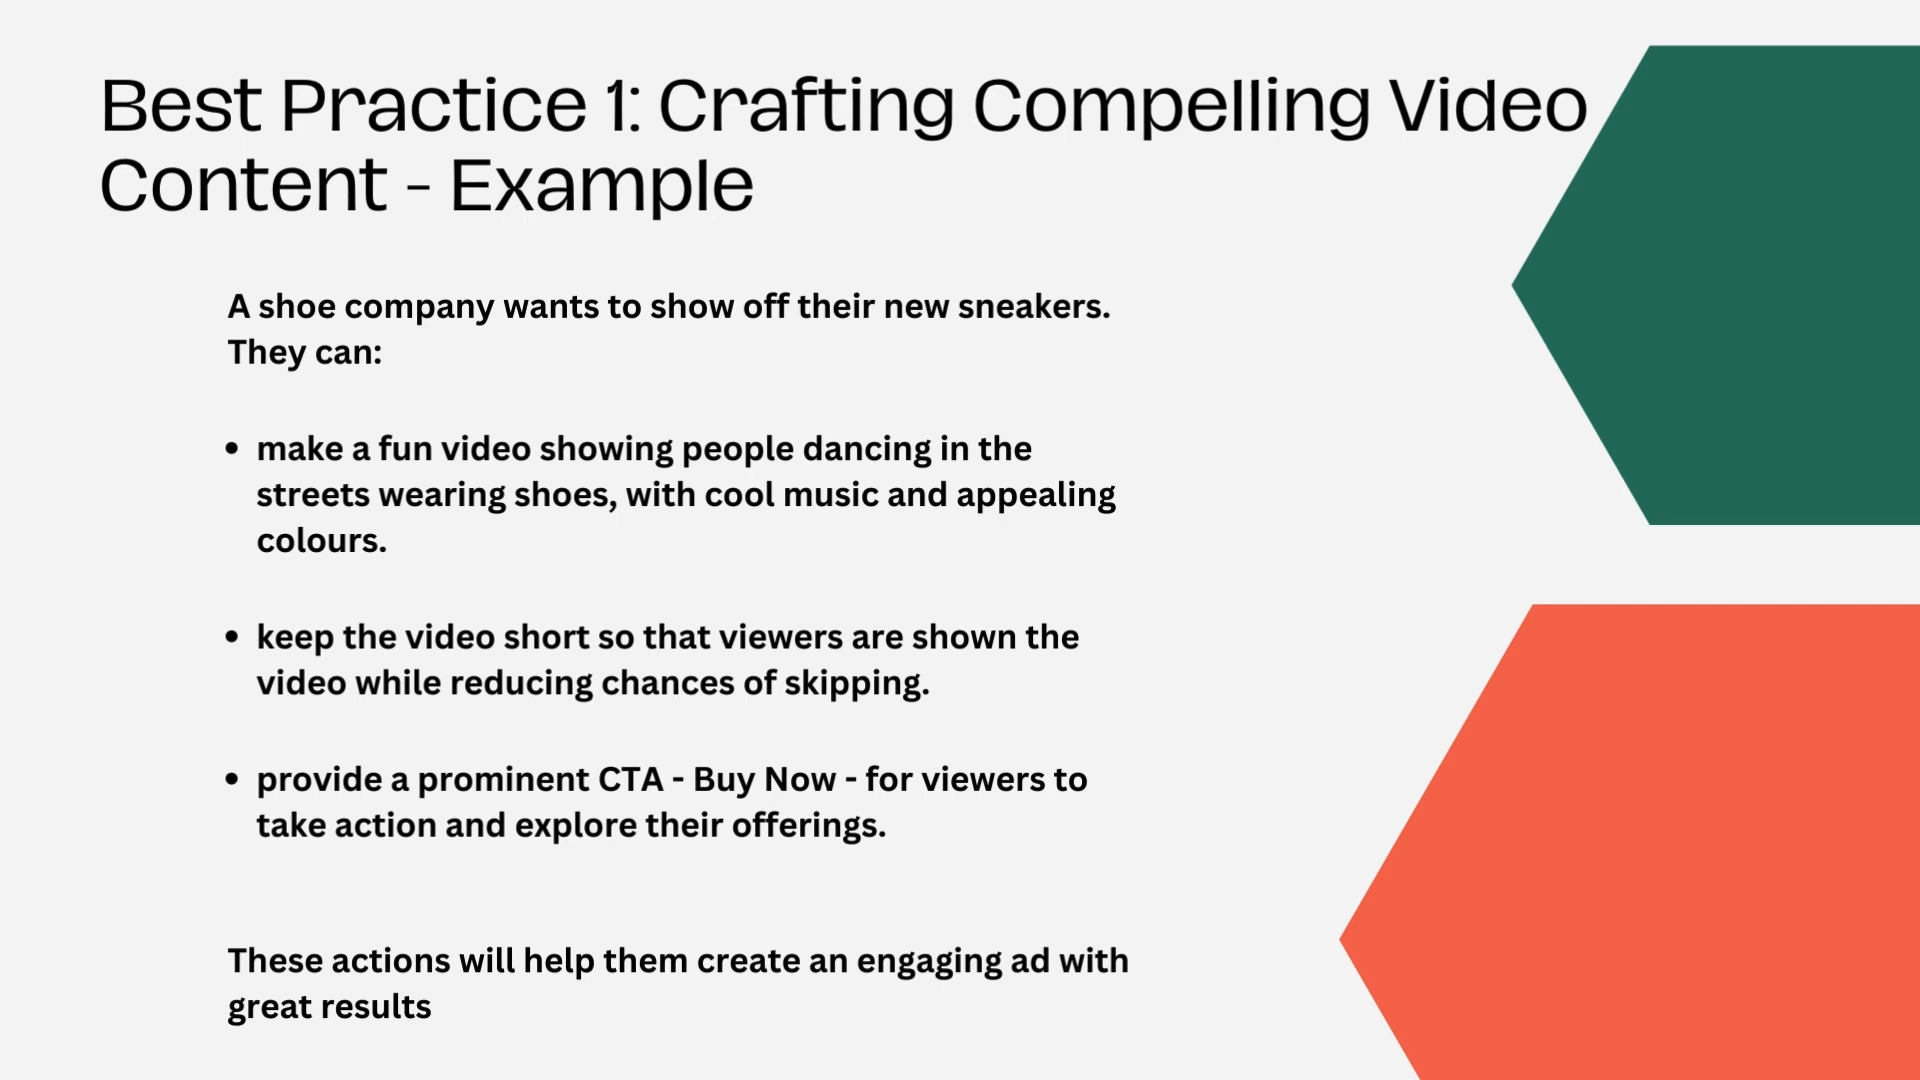 Best Practice 1: Crafting Compelling Video
Content - Example
A shoe company wants to show off their new sneakers.
They can:
• make a fun video showing people dancing in the
streets wearing shoes, with cool music and appealing
colours.
• keep the video short so that viewers are shown the
video while reducing chances of skipping.
• provide a prominent CTA - Buy Now - for viewers to
take action and explore their offerings.
These actions will help them create an engaging ad with
great results